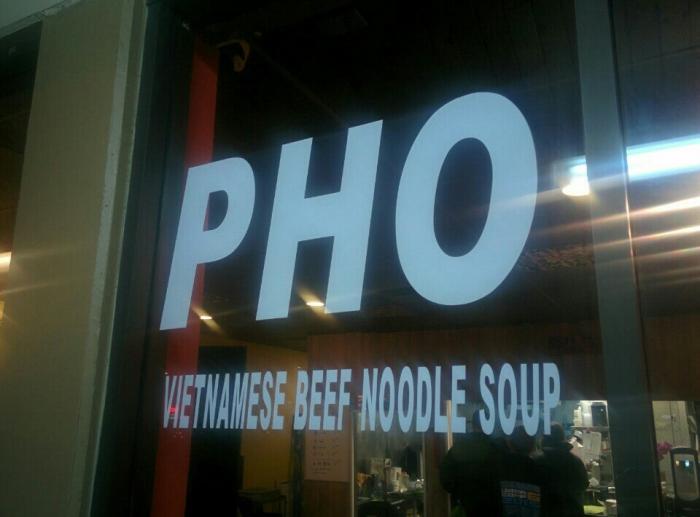 PHO
VIETNAMESE BEEF NOODLE SOUP